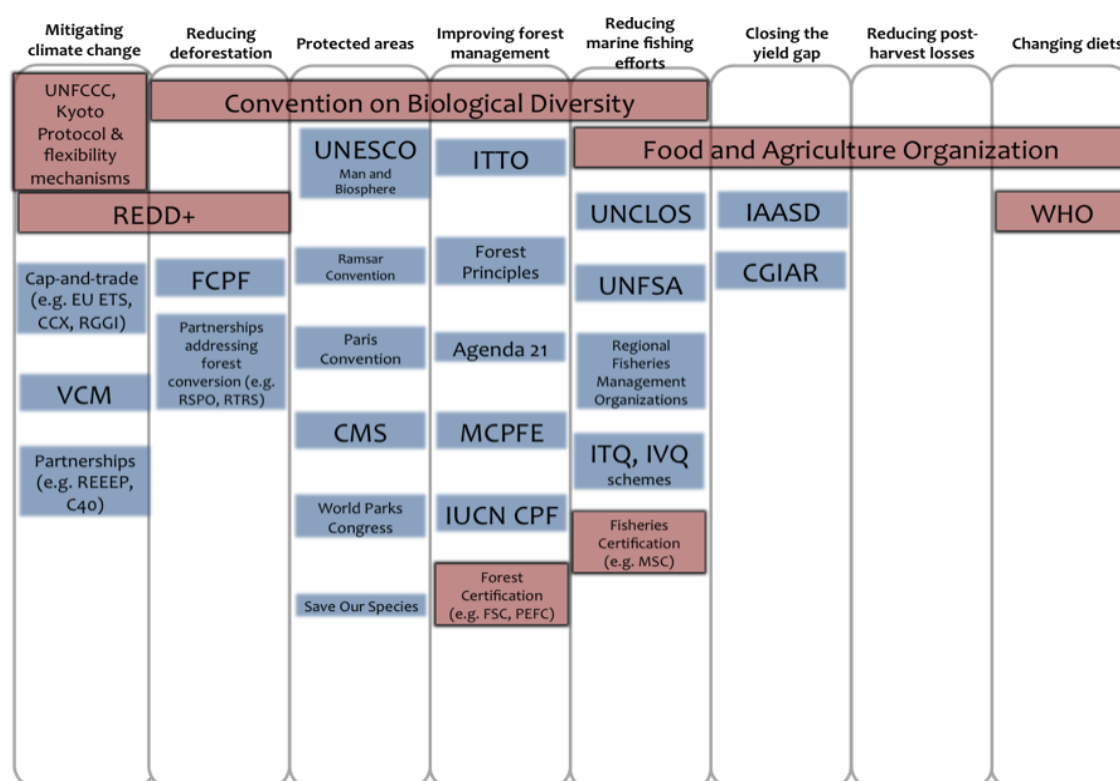 Mitigating
climate change
Reducing
deforestation
Protected areas
Improving forest
management
Reducing
marine fishing
efforts
Closing the
yield gap
Reducing post-
harvest losses
Changing diets
UNFCCC,
Kyoto
Protocol &
flexibility
mechanisms
Convention on Biological Diversity
Food and Agriculture Organization
REDD+
WHO
Cap-and-trade
(e.g. EU ETS,
CCX, RGGI)
VCM
Partnerships
(e.g. REEEP,
C40)
FCPF
Partnerships
addressing
forest
conversion (e.g.
RSPO, RTRS)
UNESCO
Man and
Biosphere
Ramsar
Convention
Paris
Convention
CMS
World Parks
Congress
Save Our Species
ITTO
Forest
Principles
Agenda 21
MCPFE
IUCN CPF
Forest
Certification
(e.g. FSC, PEFC)
UNCLOS
UNFSA
Regional
Fisheries
Management
Organizations
ITQ, IVQ
schemes
Fisheries
Certification
(e.g. MSC)
IAASD
CGIAR